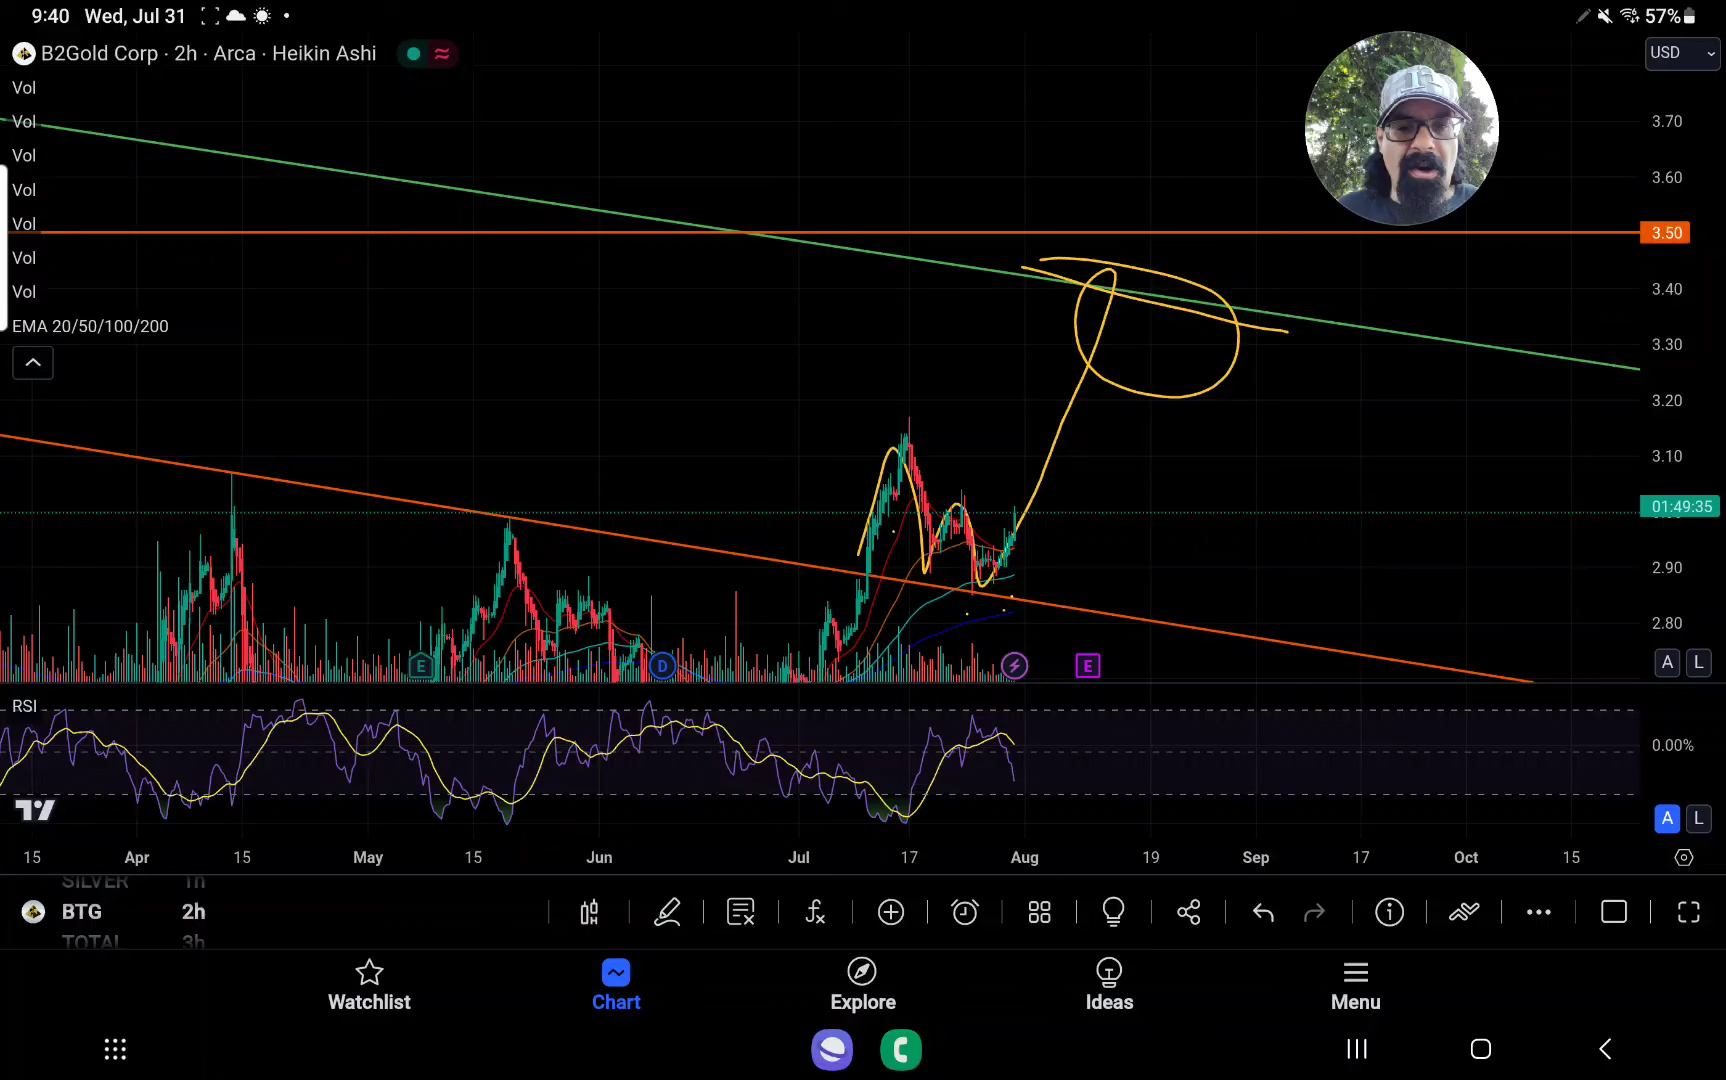 9:40 Wed, Jul 31 57%
B2Gold Corp · 2h · Arca · Heikin Ashi
USD
Vol
Vol
Vol
Vol
Vol
Vol
Vol
EMA 20/50/100/200
3.70
3.60
3.50
3.40
3.30
3.20
3.10
01:49:35
2.90
2.80
E
D
E
A L
RSI
0.00%
A L
15 Apr 15 May 15 Jun Jul 17 Aug 19 Sep 17 Oct 15
SILVER 1h
BTG 2h
TOTAL 3h
Watchlist Chart Explore Ideas Menu